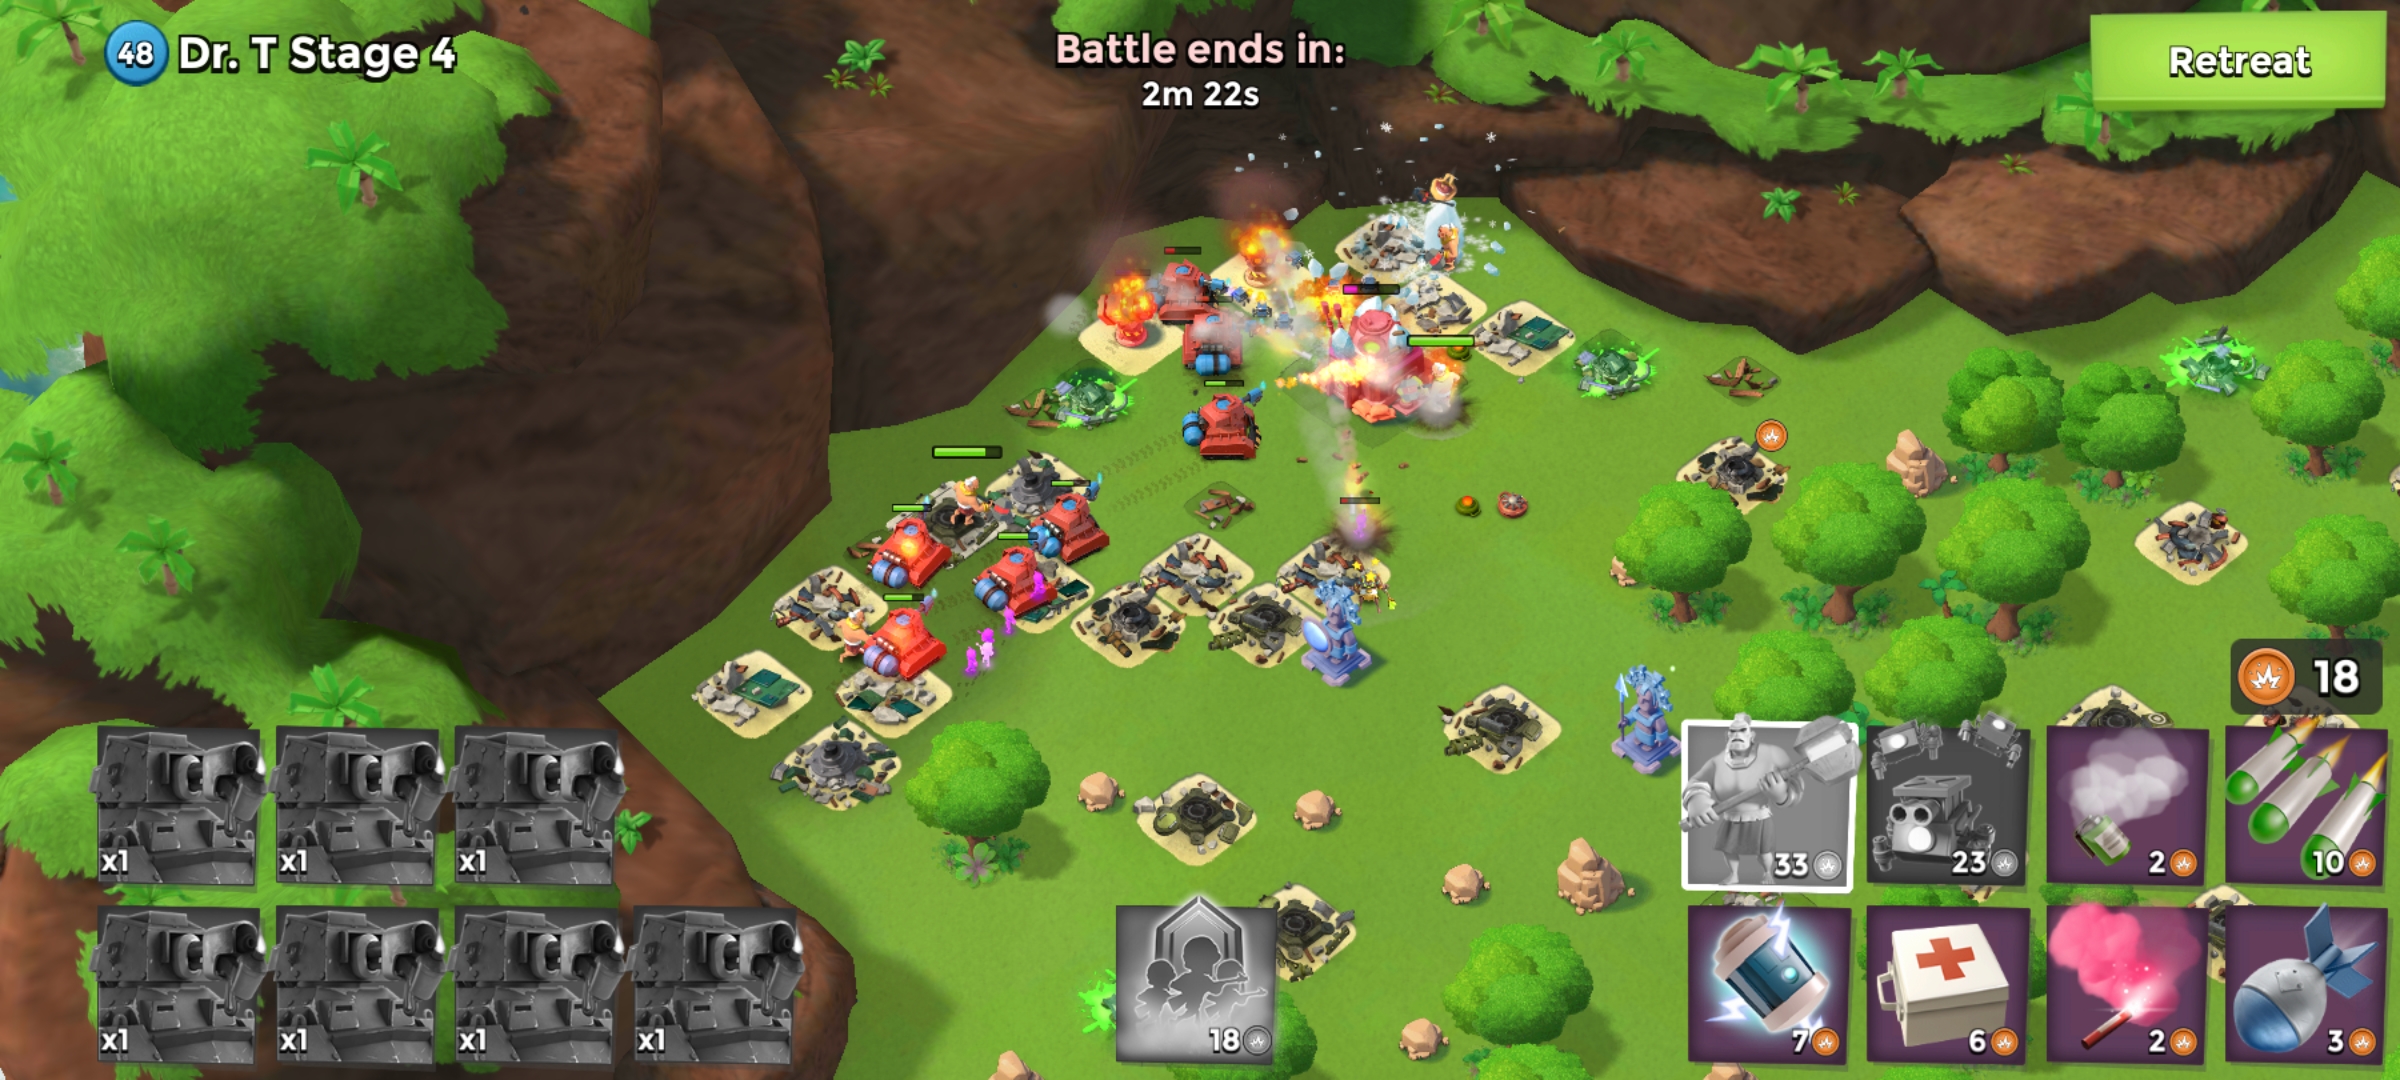 48 Dr. T Stage 4
Battle ends in:
2m 22s
Retreat
18
x1
x1
x1
33
23
2
10
x1
x1
x1
x1
18
7
6
2
3